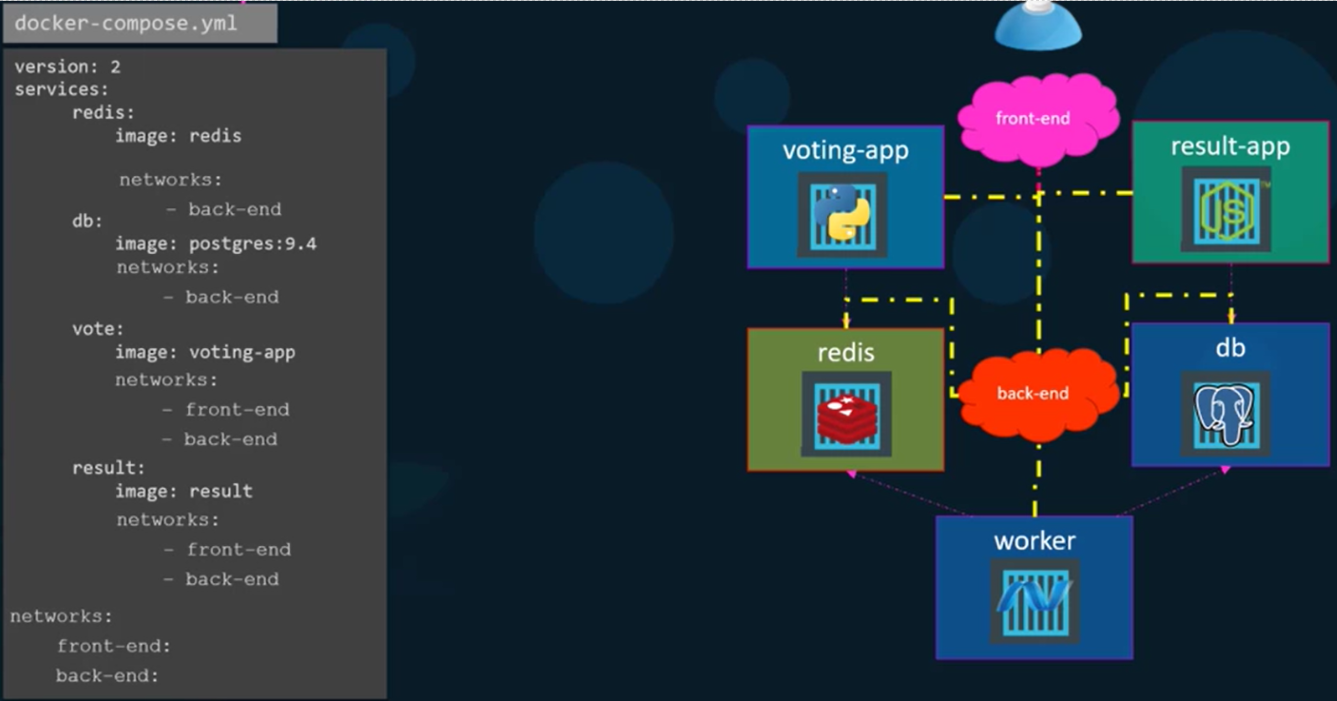 docker-compose.yml
version: 2
services:
redis:
image: redis
networks:
- back-end
db:
image: postgres:9.4
networks:
- back-end
vote:
image: voting-app
networks:
- front-end
- back-end
result:
image: result
networks:
- front-end
- back-end
networks:
front-end:
back-end:
front-end
voting-app
result-app
JS
TM
redis
db
back-end
worker